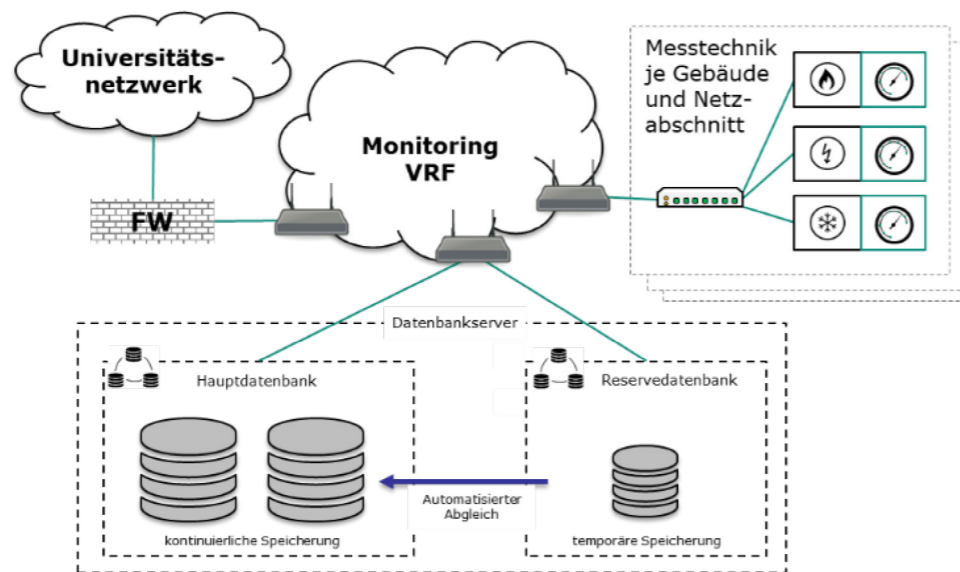 Universitäts-
netzwerk
FW
Monitoring
VRF
Messtechnik
je Gebäude
und Netz-
abschnitt
Datenbankserver
Hauptdatenbank
Reservedatenbank
Automatisierter
Abgleich
kontinuierliche Speicherung
temporäre Speicherung